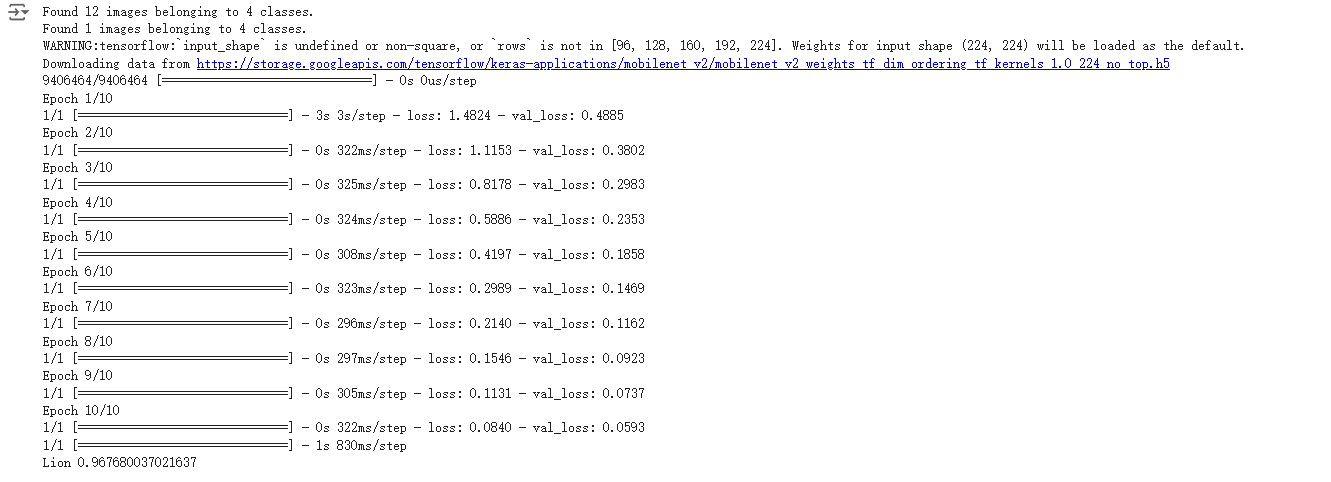 Found 12 images belonging to 4 classes.
Found 1 images belonging to 4 classes.
WARNING:tensorflow:`input_shape` is undefined or non-square, or `rows` is not in [96, 128, 160, 192, 224]. Weights for input shape (224, 224) will be loaded as the default.
Downloading data from https://storage.googleapis.com/tensorflow/keras-applications/mobilenet_v2/mobilenet_v2_weights_tf_dim_ordering_tf_kernels_1.0_224_no_top.h5
9406464/9406464 [==============================] - 0s 0us/step
Epoch 1/10
1/1 [==============================] - 3s 3s/step - loss: 1.4824 - val_loss: 0.4885
Epoch 2/10
1/1 [==============================] - 0s 322ms/step - loss: 1.1153 - val_loss: 0.3802
Epoch 3/10
1/1 [==============================] - 0s 325ms/step - loss: 0.8178 - val_loss: 0.2983
Epoch 4/10
1/1 [==============================] - 0s 324ms/step - loss: 0.5886 - val_loss: 0.2353
Epoch 5/10
1/1 [==============================] - 0s 308ms/step - loss: 0.4197 - val_loss: 0.1858
Epoch 6/10
1/1 [==============================] - 0s 323ms/step - loss: 0.2989 - val_loss: 0.1469
Epoch 7/10
1/1 [==============================] - 0s 296ms/step - loss: 0.2140 - val_loss: 0.1162
Epoch 8/10
1/1 [==============================] - 0s 297ms/step - loss: 0.1546 - val_loss: 0.0923
Epoch 9/10
1/1 [==============================] - 0s 305ms/step - loss: 0.1131 - val_loss: 0.0737
Epoch 10/10
1/1 [==============================] - 0s 322ms/step - loss: 0.0840 - val_loss: 0.0593
1/1 [==============================] - 1s 830ms/step
Lion 0.967680037021637